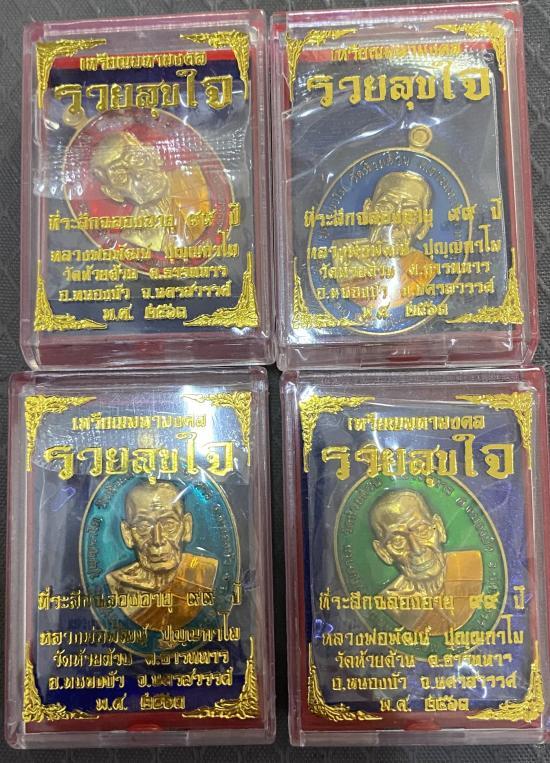 เหรียญมหามงคล
รวยสุขใจ
ที่ระลึกฉลองอายุ ๙๙ ปี
หลวงพ่อพัฒน์ ปุญฺญกาโม
วัดห้วยด้วน ต.ธารทหาร
อ.หนองบัว จ.นครสวรรค์
พ.ศ. ๒๕๖๓
เหรียญมหามงคล
รวยสุขใจ
ที่ระลึกฉลองอายุ ๙๙ ปี
หลวงพ่อพัฒน์ ปุญฺญกาโม
วัดห้วยด้วน ต.ธารทหาร
อ.หนองบัว จ.นครสวรรค์
พ.ศ. ๒๕๖๓
เหรียญมหามงคล
รวยสุขใจ
ที่ระลึกฉลองอายุ ๙๙ ปี
หลวงพ่อพัฒน์ ปุญฺญกาโม
วัดห้วยด้วน ต.ธารทหาร
อ.หนองบัว จ.นครสวรรค์
พ.ศ. ๒๕๖๓
เหรียญมหามงคล
รวยสุขใจ
ที่ระลึกฉลองอายุ ๙๙ ปี
หลวงพ่อพัฒน์ ปุญฺญกาโม
วัดห้วยด้วน ต.ธารทหาร
อ.หนองบัว จ.นครสวรรค์
พ.ศ. ๒๕๖๓